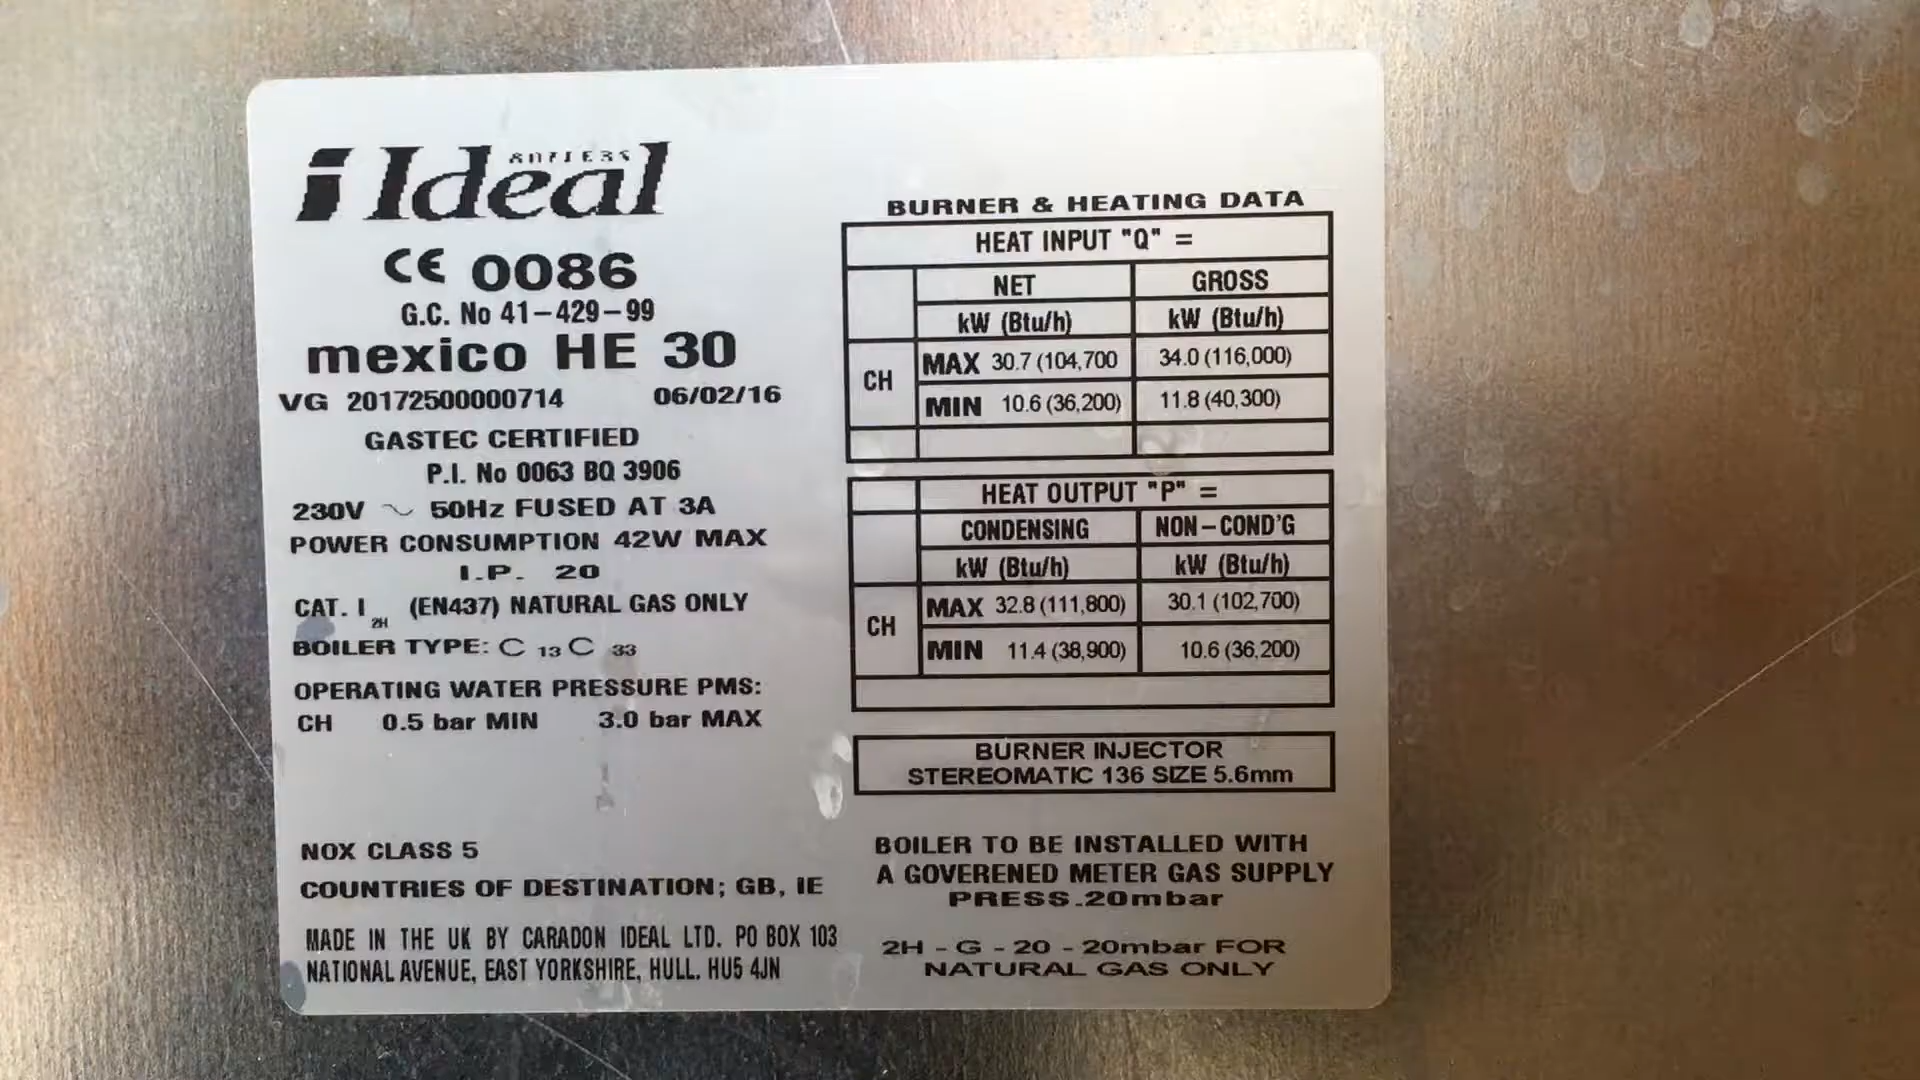 Ideal
CE 0086
G.C. No 41-429-99
mexico HE 30
VG 20172500000714 06/02/16
GASTEC CERTIFIED
P.I. No 0063 BQ 3906
230V ~ 50Hz FUSED AT 3A
POWER CONSUMPTION 42W MAX
I.P. 20
CAT. I 2H (EN437) NATURAL GAS ONLY
BOILER TYPE: C 13 C 33
OPERATING WATER PRESSURE PMS:
CH 0.5 bar MIN 3.0 bar MAX
NOX CLASS 5
COUNTRIES OF DESTINATION; GB, IE
MADE IN THE UK BY CARADON IDEAL LTD. PO BOX 103
NATIONAL AVENUE, EAST YORKSHIRE, HULL. HU5 4JN
BURNER & HEATING DATA
HEAT INPUT "Q" =
NET GROSS
kW (Btu/h) kW (Btu/h)
CH
MAX 30.7 (104,700 34.0 (116,000)
MIN 10.6 (36,200) 11.8 (40,300)
HEAT OUTPUT "P" =
CONDENSING NON-COND'G
kW (Btu/h) kW (Btu/h)
CH
MAX 32.8 (111,800) 30.1 (102,700)
MIN 11.4 (38,900) 10.6 (36,200)
BURNER INJECTOR
STEREOMATIC 136 SIZE 5.6mm
BOILER TO BE INSTALLED WITH
A GOVERENED METER GAS SUPPLY
PRESS.20mbar
2H - G - 20 - 20mbar FOR
NATURAL GAS ONLY